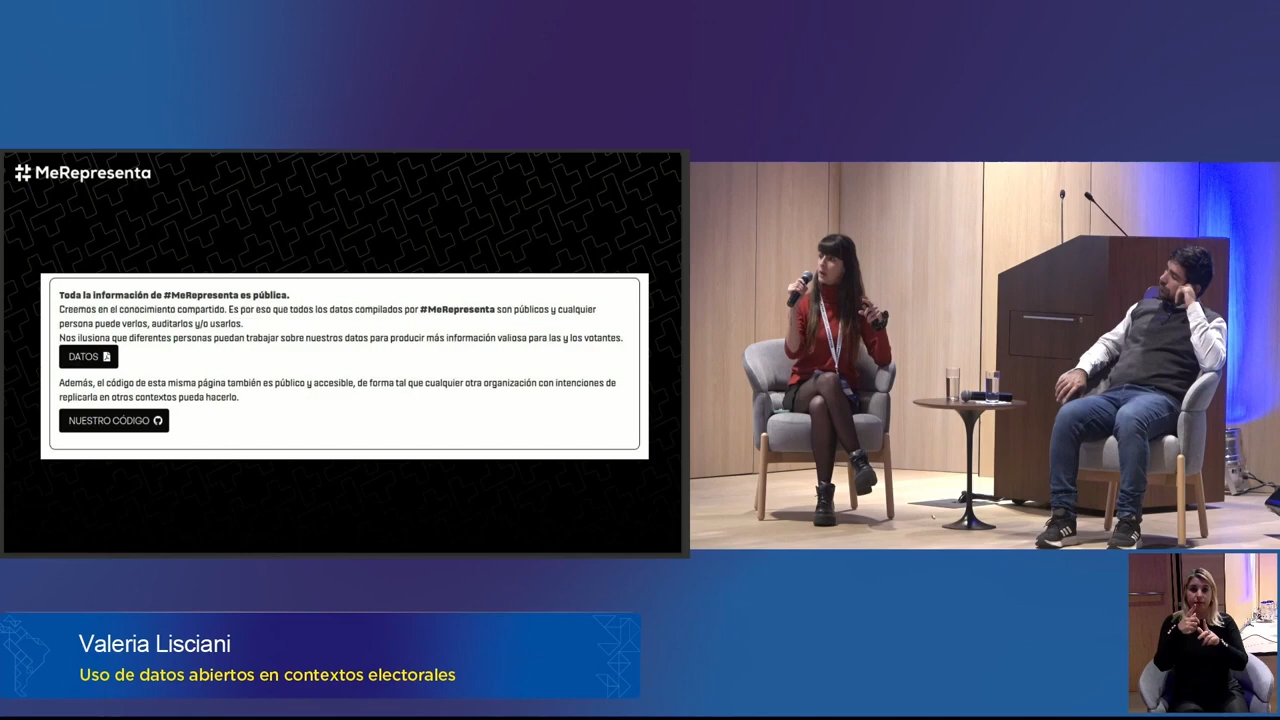 #MeRepresenta
Toda la información de #MeRepresenta es pública.
Creemos en el conocimiento compartido. Es por eso que todos los datos compilados por #MeRepresenta son públicos y cualquier
persona puede verlos, auditarlos y/o usarlos.
Nos ilusiona que diferentes personas puedan trabajar sobre nuestros datos para producir más información valiosa para las y los votantes.
DATOS
Además, el código de esta misma página también es público y accesible, de forma tal que cualquier otra organización con intenciones de
replicarla en otros contextos pueda hacerlo.
NUESTRO CÓDIGO
Valeria Lisciani
Uso de datos abiertos en contextos electorales